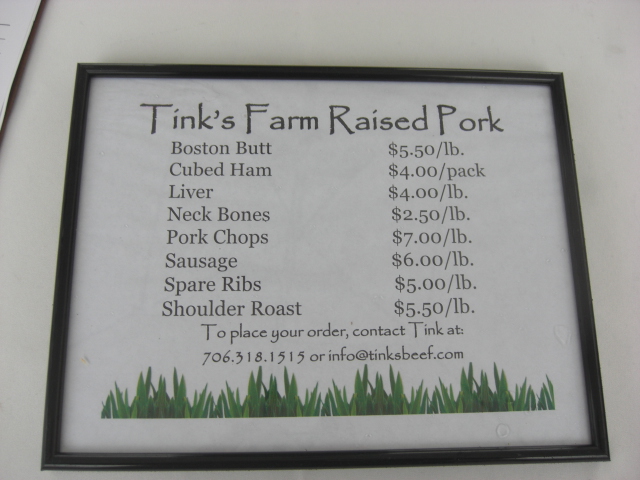 Tink's Farm Raised Pork
Boston Butt $5.50/lb.
Cubed Ham $4.00/pack
Liver $4.00/lb.
Neck Bones $2.50/lb.
Pork Chops $7.00/lb.
Sausage $6.00/lb.
Spare Ribs $5.00/lb.
Shoulder Roast $5.50/lb.
To place your order, contact Tink at:
706.318.1515 or info@tinksbeef.com